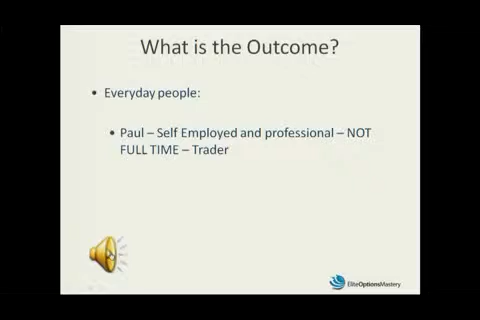 What is the Outcome?
• Everyday people:
• Paul – Self Employed and professional – NOT
FULL TIME – Trader
EliteOptionsMastery